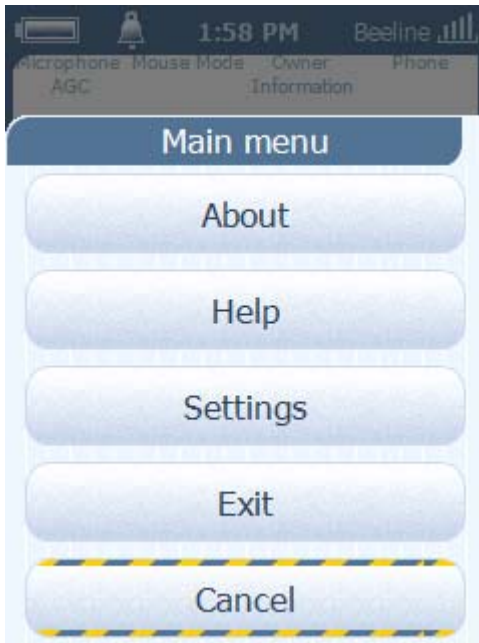 1:58 PM Beeline
Microphone Mouse Mode Owner Phone
AGC Information
Main menu
About
Help
Settings
Exit
Cancel